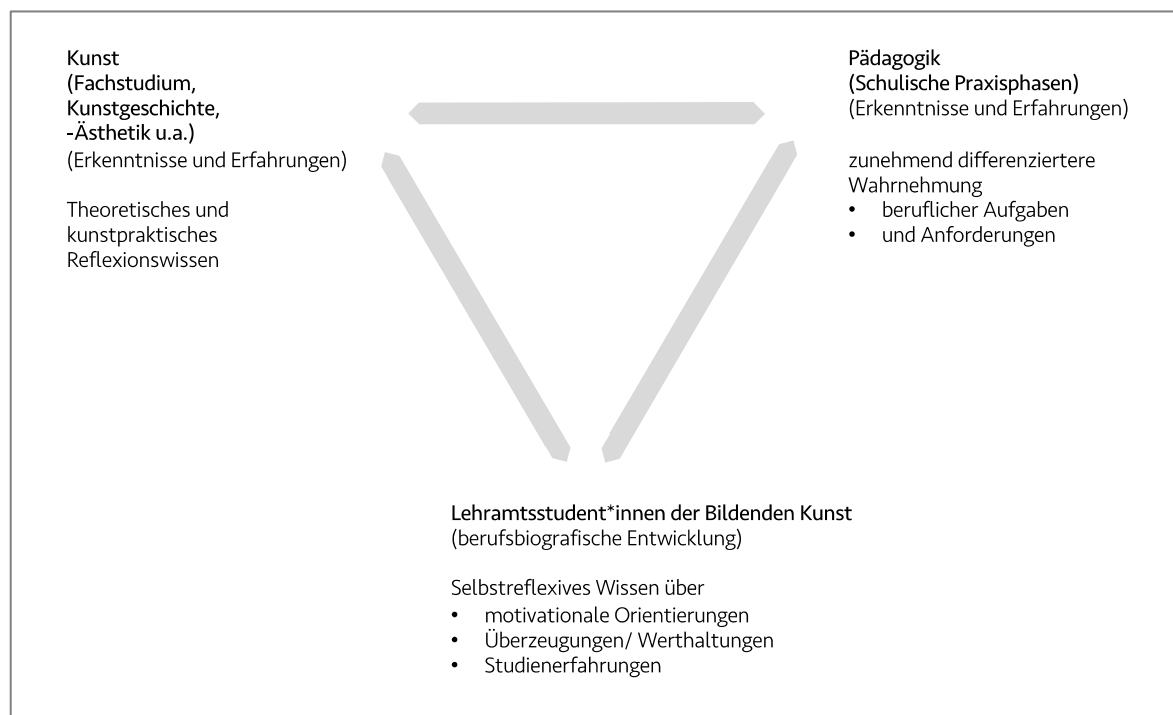 Kunst
(Fachstudium,
Kunstgeschichte,
-Ästhetik u.a.)
(Erkenntnisse und Erfahrungen)
Theoretisches und
kunstpraktisches
Reflexionswissen
Pädagogik
(Schulische Praxisphasen)
(Erkenntnisse und Erfahrungen)
zunehmend differenziertere
Wahrnehmung
• beruflicher Aufgaben
• und Anforderungen
Lehramtsstudent*innen der Bildenden Kunst
(berufsbiografische Entwicklung)
Selbstreflexives Wissen über
• motivationale Orientierungen
• Überzeugungen/ Werthaltungen
• Studienerfahrungen